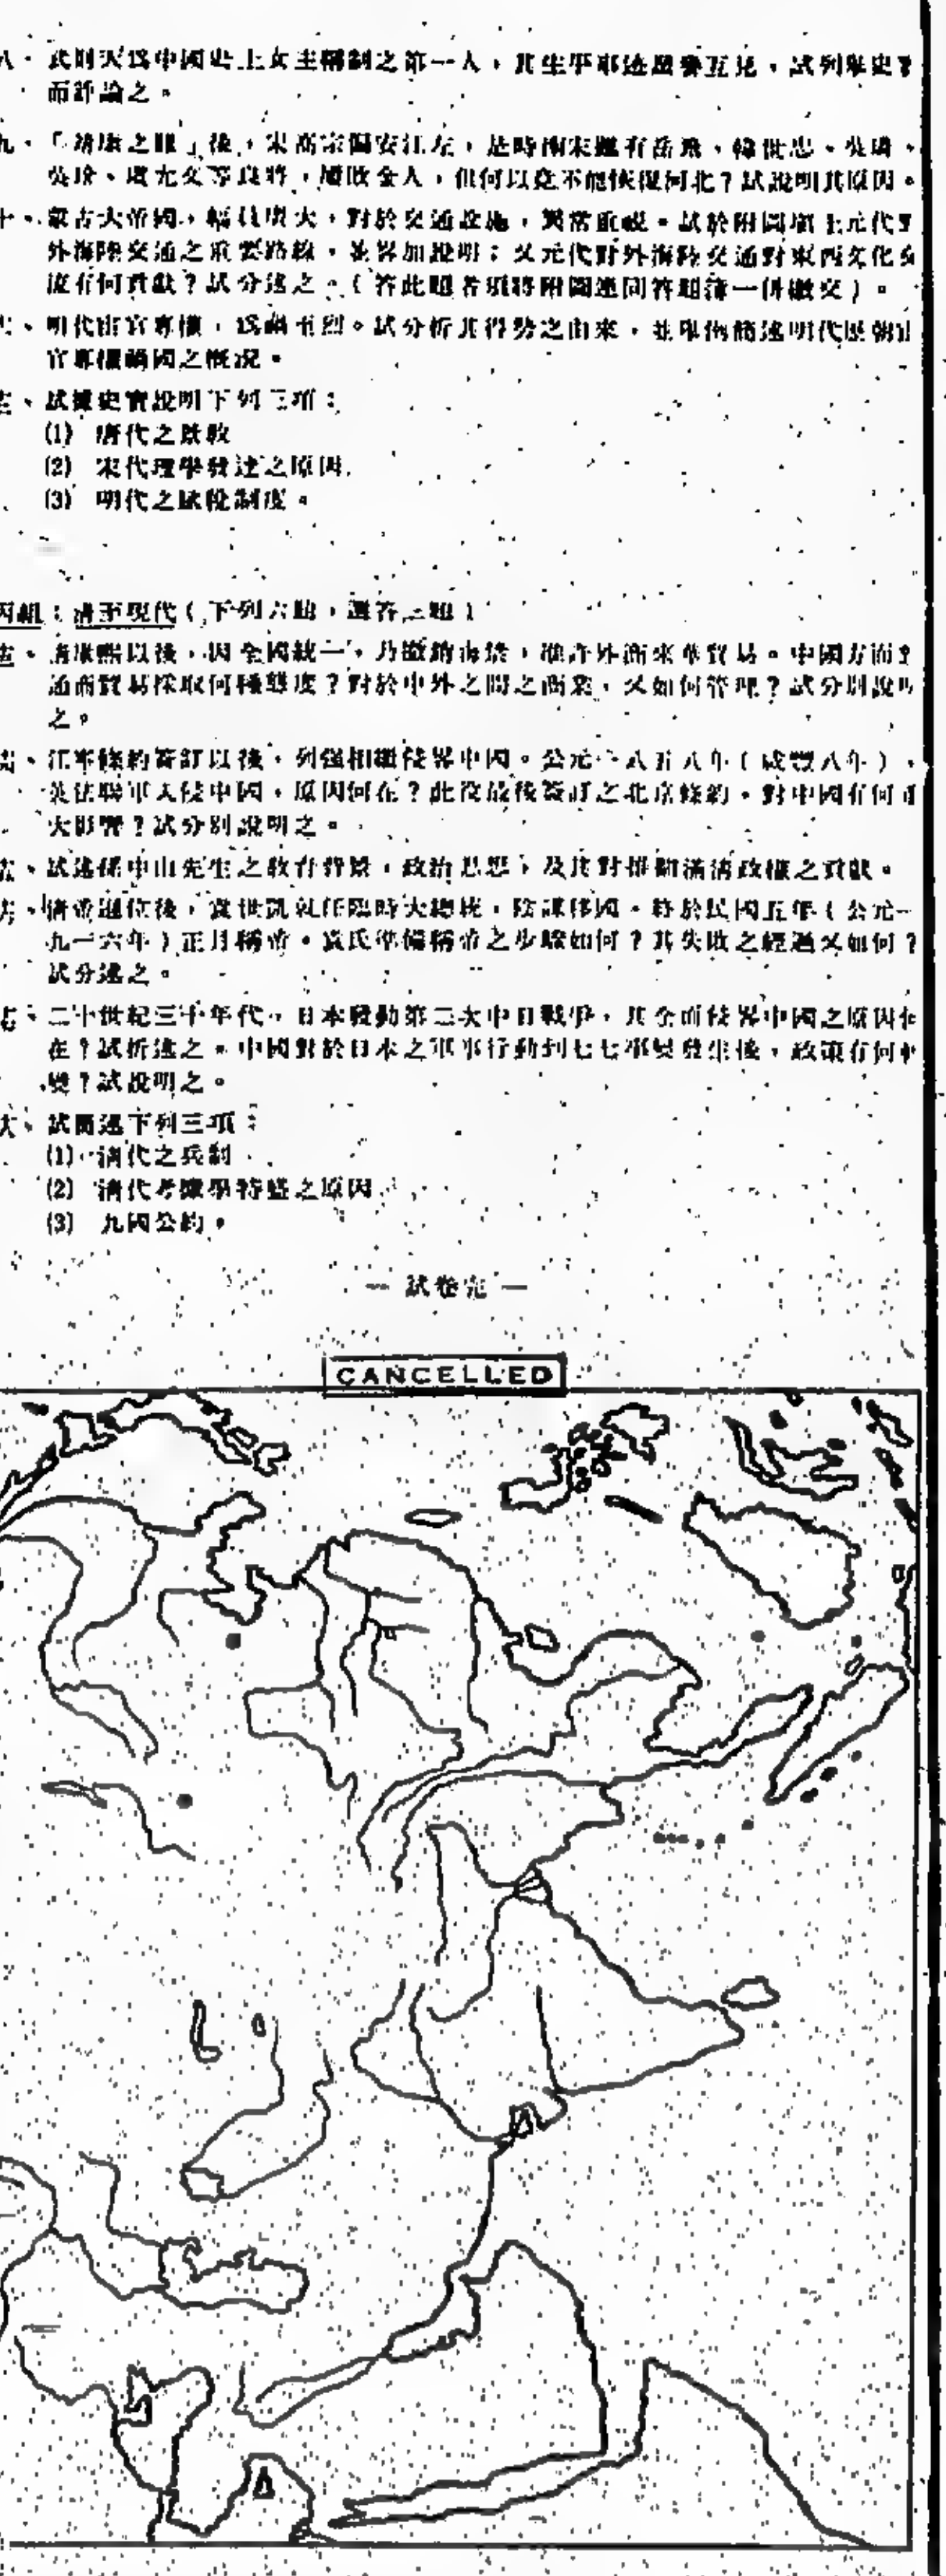 八、武則天爲中國史上女主稱制之第一人，其生平事迹毀譽互見，試列舉史
而評論之。
九、「靖康之難」後，宋高宗偏安江左，是時南宋雖有岳飛、韓世忠、吳璘、
吳玠、虞允文等良將，屢敗金人，但何以竟不能恢復河北？試說明其原因。
十、蒙古大帝國，幅員廣大，對於交通設施，異常重視。試於附圖填上元代
外海陸交通之重要路線，並畧加說明；又元代對外海陸交通對東西文化
流有何貢獻？試分述之。（答此題者須將附圖連同答題簿一併繳交）。
明代宦官專權，爲禍至烈。試分析其得勢之由來，並舉例簡述明代歷朝
官專權禍國之概況。
試據史實說明下列三項：
(1) 唐代之景教
(2) 宋代理學發達之原因
(3) 明代之賦稅制度。
丙組：清至現代（下列六題，選答二題）
清康熙以後，因全國統一，乃撤銷海禁，准許外商來華貿易。中國方面
通商貿易採取何種態度？對於中外之間之商業，又如何管理？試分別說
之。
江寧條約簽訂以後，列强相繼侵畧中國。公元一八五八年（咸豐八年），
英法聯軍入侵中國，原因何在？此役最後簽訂之北京條約，對中國有何
大影響？試分別說明之。
試述孫中山先生之教育背景，政治思想，及其對推翻滿清政權之貢獻。
清帝遜位後，袁世凱就任臨時大總統，陰謀移國，終於民國五年（公元一
九一六年）正月稱帝。袁氏準備稱帝之步驟如何？其失敗之經過又如何？
試分述之。
二十世紀三十年代，日本發動第二次中日戰爭，其全面侵畧中國之原因何
在？試析述之。中國對於日本之軍事行動到七七事變發生後，政策有何轉
變？試說明之。
試簡述下列三項：
(1) 清代之兵制
(2) 清代考據學特盛之原因
(3) 九國公約。
— 試卷完 —
CANCELLED